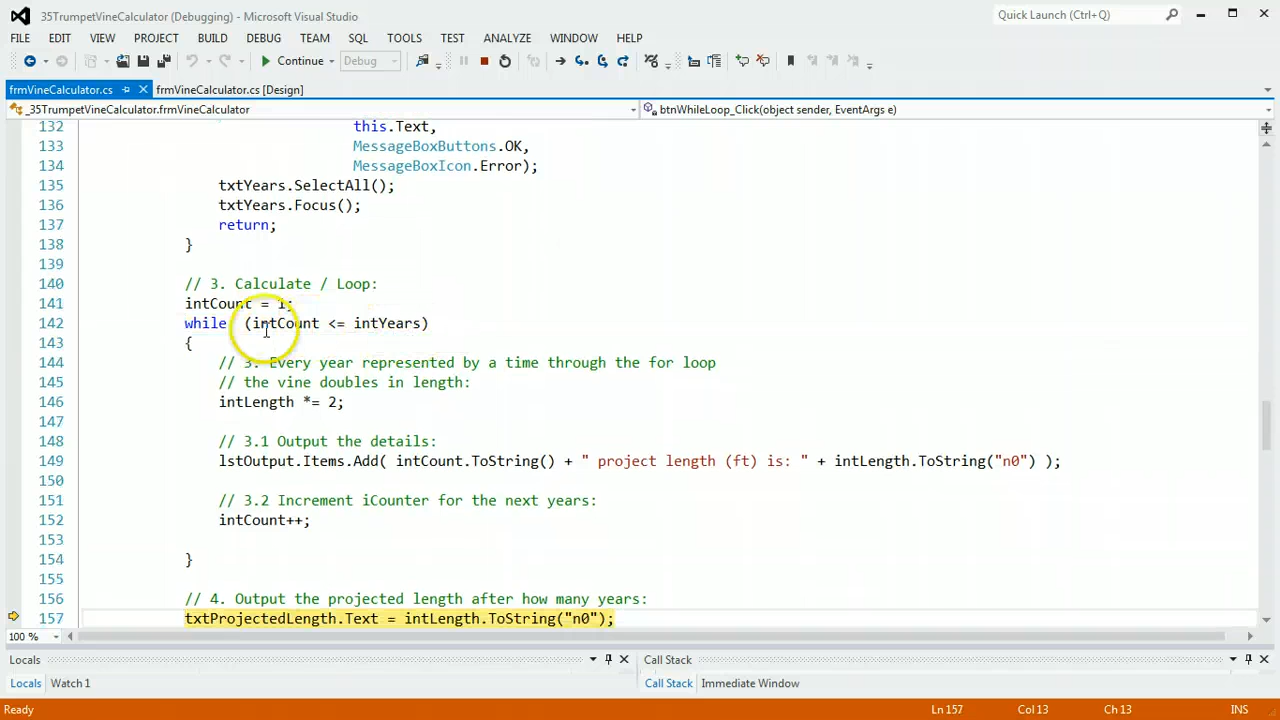 35TrumpetVineCalculator (Debugging) - Microsoft Visual Studio
Quick Launch (Ctrl+Q)
FILE EDIT VIEW PROJECT BUILD DEBUG TEAM SQL TOOLS TEST ANALYZE WINDOW HELP
Continue Debug
frmVineCalculator.cs frmVineCalculator.cs [Design]
_35TrumpetVineCalculator.frmVineCalculator btnWhileLoop_Click(object sender, EventArgs e)
132 this.Text,
133 MessageBoxButtons.OK,
134 MessageBoxIcon.Error);
135 txtYears.SelectAll();
136 txtYears.Focus();
137 return;
138 }
139
140 // 3. Calculate / Loop:
141 intCount = 1;
142 while (intCount <= intYears)
143 {
144 // 3. Every year represented by a time through the for loop
145 // the vine doubles in length:
146 intLength *= 2;
147
148 // 3.1 Output the details:
149 lstOutput.Items.Add( intCount.ToString() + " project length (ft) is: " + intLength.ToString("n0") );
150
151 // 3.2 Increment iCounter for the next years:
152 intCount++;
153
154 }
155
156 // 4. Output the projected length after how many years:
157 txtProjectedLength.Text = intLength.ToString("n0");
100 %
Locals Call Stack
Locals Watch 1 Call Stack Immediate Window
Ready Ln 157 Col 13 Ch 13 INS